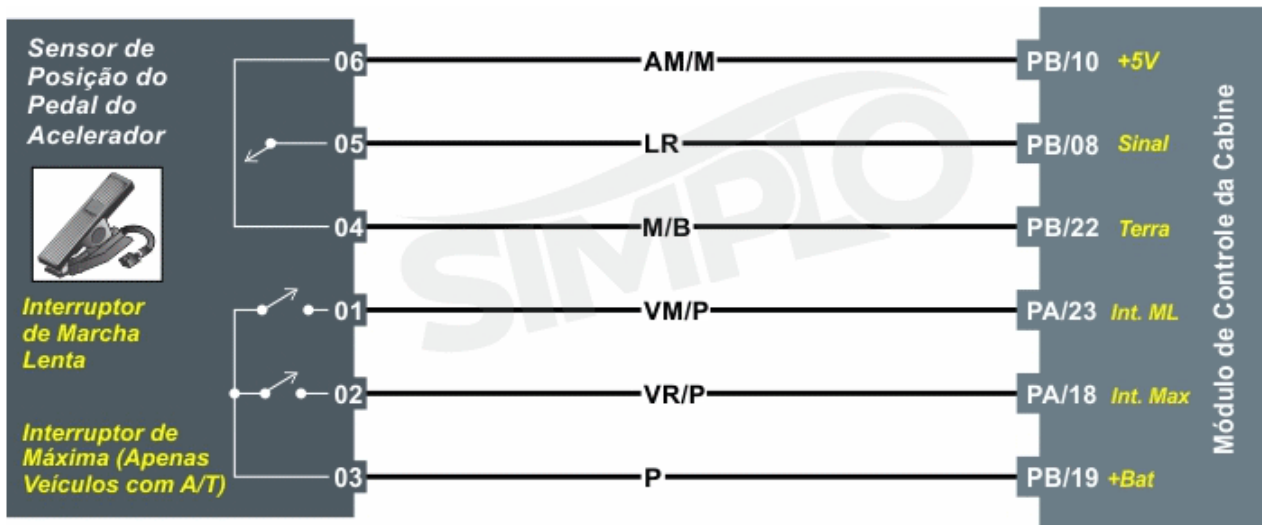 Sensor de
Posição do
Pedal do
Acelerador
06 AM/M PB/10 +5V
05 LR PB/08 Sinal
04 M/B PB/22 Terra
Interruptor
de Marcha
Lenta
01 VM/P PA/23 Int. ML
02 VR/P PA/18 Int. Max
Interruptor de
Máxima (Apenas
Veículos com A/T)
03 P PB/19 +Bat
Módulo de Controle da Cabine
SIMPLO